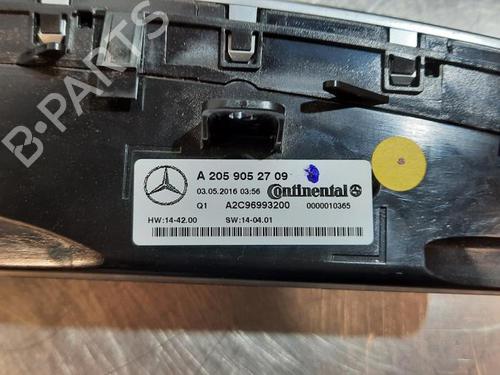 B-PARTS
A 205 905 27 09
03.05.2016 03:56 Continental
Q1 A2C96993200 0000010365
HW:14-42.00 SW:14-04.01